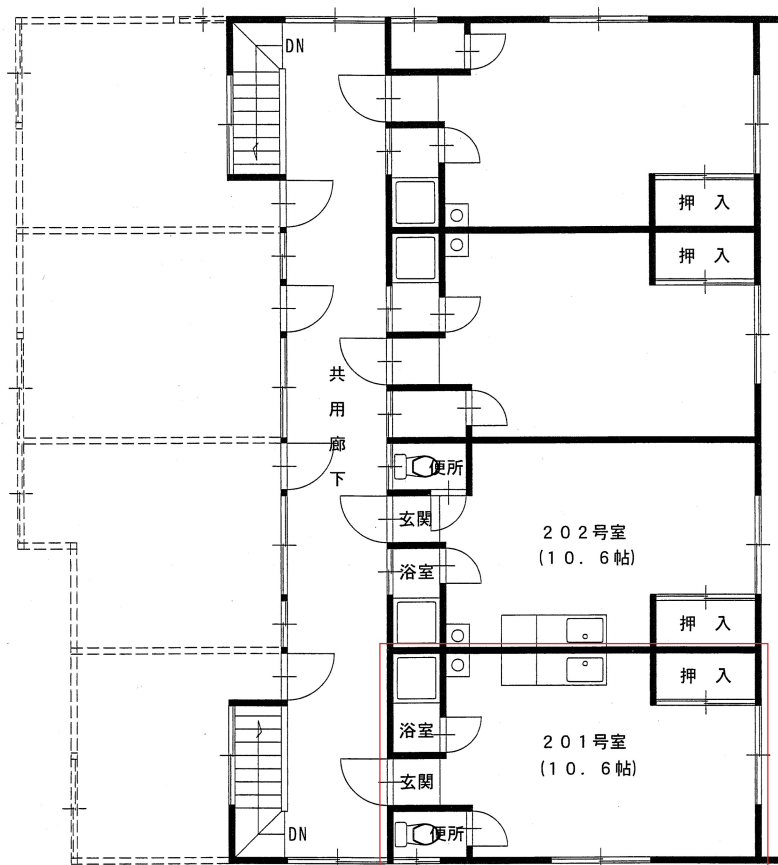 DN
押　入
押　入
共
用
廊
下
便所
玄関
202号室
(10. 6帖)
浴室
押　入
押　入
浴室
201号室
(10. 6帖)
玄関
便所
DN